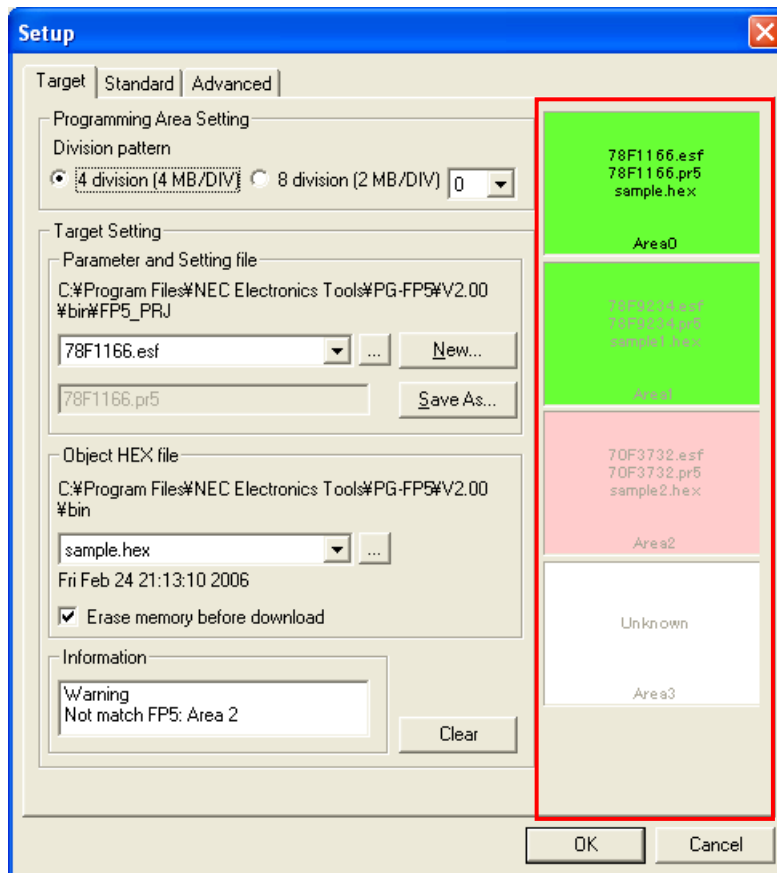 Setup
Target
Standard
Advanced
Programming Area Setting
Division pattern
4 division (4 MB/DIV)
8 division (2 MB/DIV)
0
Target Setting
Parameter and Setting file
C:¥Program Files¥NEC Electronics Tools¥PG-FP5¥V2.00
¥bin¥FP5_PRJ
78F1166.esf
...
New...
78F1166.pr5
Save As...
Object HEX file
C:¥Program Files¥NEC Electronics Tools¥PG-FP5¥V2.00
¥bin
sample.hex
...
Fri Feb 24 21:13:10 2006
Erase memory before download
Information
Warning
Not match FP5: Area 2
Clear
78F1166.esf
78F1166.pr5
sample.hex
Area0
78F9234.esf
78F9234.pr5
sample1.hex
Area1
70F3732.esf
70F3732.pr5
sample2.hex
Area2
Unknown
Area3
OK
Cancel